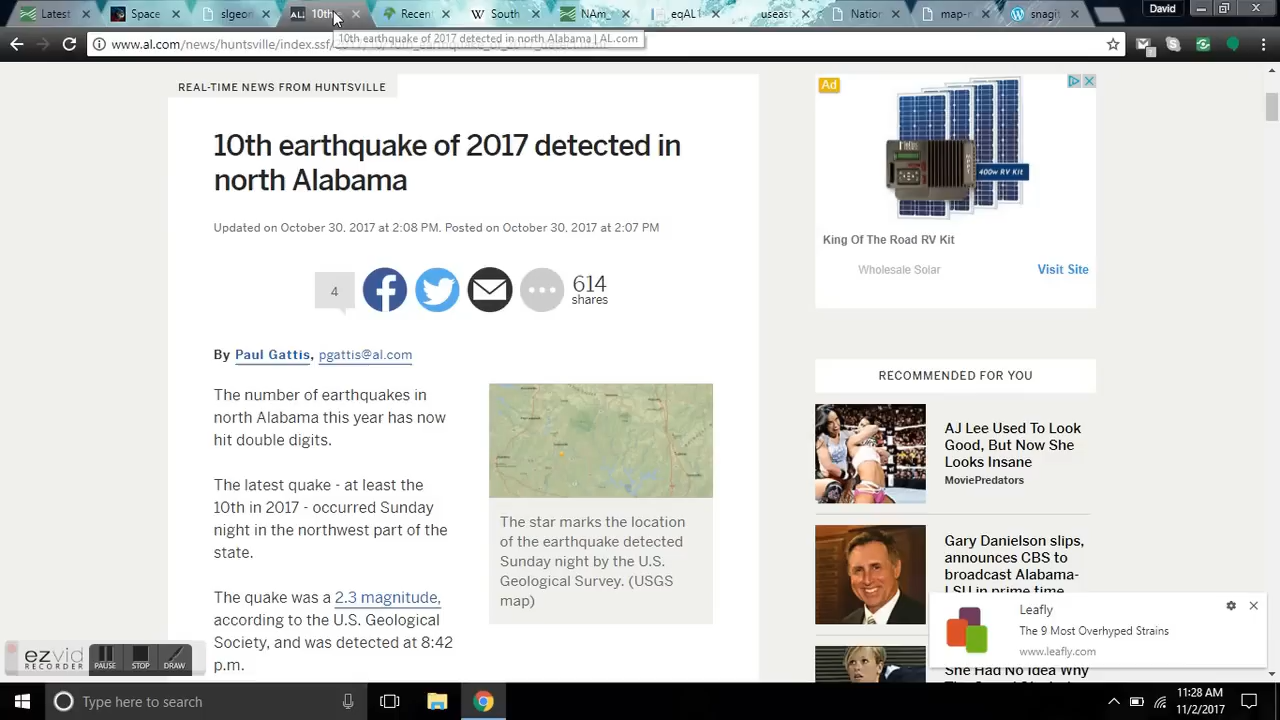 Latest
Space
slgeor
AL 10th
Recen
W South
NAm_
eqAL1
useast
Nation
map-
snagit
David
www.al.com/news/huntsville/index.ssf/
10th earthquake of 2017 detected in north Alabama | AL.com
REAL-TIME NEWS FROM HUNTSVILLE
10th earthquake of 2017 detected in
north Alabama
Updated on October 30, 2017 at 2:08 PM. Posted on October 30, 2017 at 2:07 PM
4
614
shares
By Paul Gattis, pgattis@al.com
The number of earthquakes in
north Alabama this year has now
hit double digits.
The latest quake - at least the
10th in 2017 - occurred Sunday
night in the northwest part of the
state.
The quake was a 2.3 magnitude,
according to the U.S. Geological
Society, and was detected at 8:42
p.m.
The star marks the location
of the earthquake detected
Sunday night by the U.S.
Geological Survey. (USGS
map)
Ad
400w RV Kit
King Of The Road RV Kit
Wholesale Solar
Visit Site
RECOMMENDED FOR YOU
AJ Lee Used To Look
Good, But Now She
Looks Insane
MoviePredators
Gary Danielson slips,
announces CBS to
broadcast Alabama-
LSU in prime time
She Had No Idea Why
Leafly
The 9 Most Overhyped Strains
www.leafly.com
ezvid
RECORDER
PAUSE
STOP
DRAW
Type here to search
11:28 AM
11/2/2017